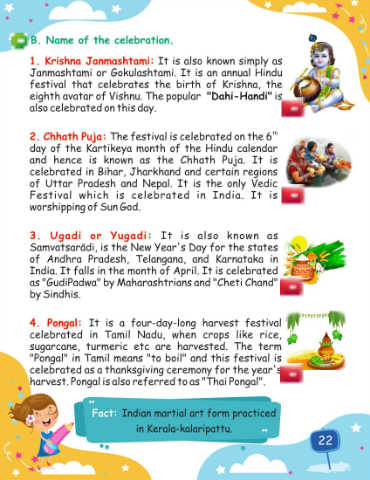 B. Name of the celebration.
1. Krishna Janmashtami: It is also known simply as
Janmashtami or Gokulashtami. It is an annual Hindu
festival that celebrates the birth of Krishna, the
eighth avatar of Vishnu. The popular "Dahi-Handi" is
also celebrated on this day.
2. Chhath Puja: The festival is celebrated on the 6th
day of the Kartikeya month of the Hindu calendar
and hence is known as the Chhath Puja. It is
celebrated in Bihar, Jharkhand and certain regions
of Uttar Pradesh and Nepal. It is the only Vedic
Festival which is celebrated in India. It is
worshipping of Sun God.
3. Ugadi or Yugadi: It is also known as
Samvatsarādi, is the New Year's Day for the states
of Andhra Pradesh, Telangana, and Karnataka in
India. It falls in the month of April. It is celebrated
as "GudiPadwa" by Maharashtrians and "Cheti Chand"
by Sindhis.
4. Pongal: It is a four-day-long harvest festival
celebrated in Tamil Nadu, when crops like rice,
sugarcane, turmeric etc are harvested. The term
"Pongal" in Tamil means "to boil" and this festival is
celebrated as a thanksgiving ceremony for the year's
harvest. Pongal is also referred to as "Thai Pongal".
"Fact: Indian martial art form practiced
in Kerala-kalaripattu. "
22